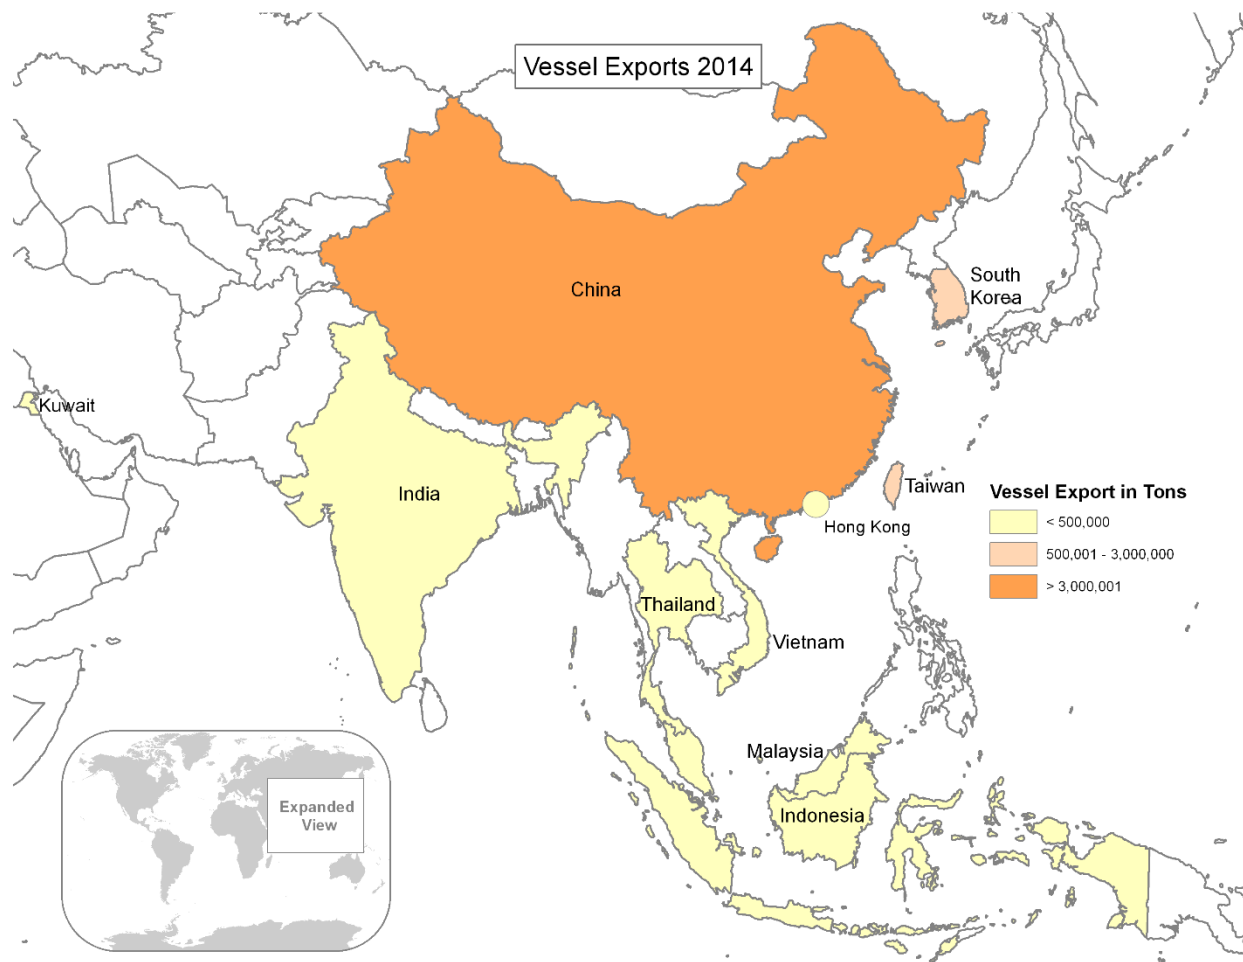 Vessel Exports 2014
China
South
Korea
Kuwait
India
Taiwan
Hong Kong
Vessel Export in Tons
< 500,000
500,001 - 3,000,000
> 3,000,001
Thailand
Vietnam
Malaysia
Indonesia
Expanded
View